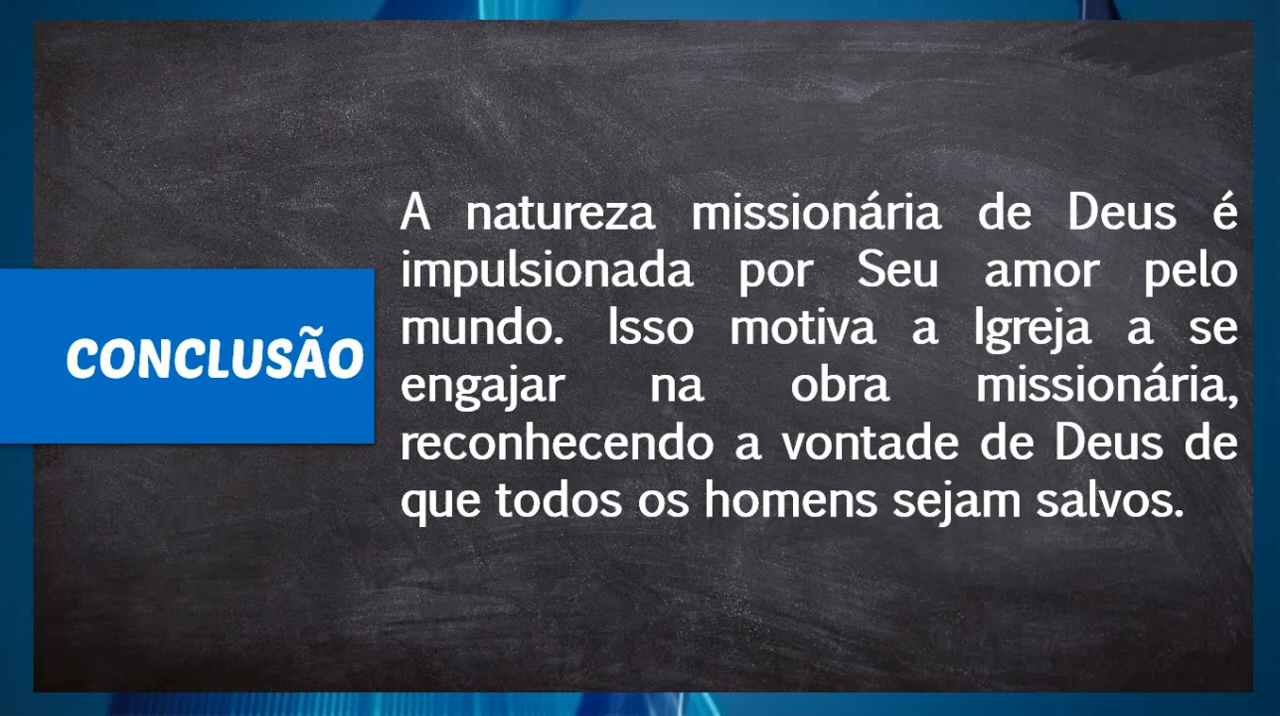 CONCLUSÃO
A natureza missionária de Deus é
impulsionada por Seu amor pelo
mundo. Isso motiva a Igreja a se
engajar na obra missionária,
reconhecendo a vontade de Deus de
que todos os homens sejam salvos.